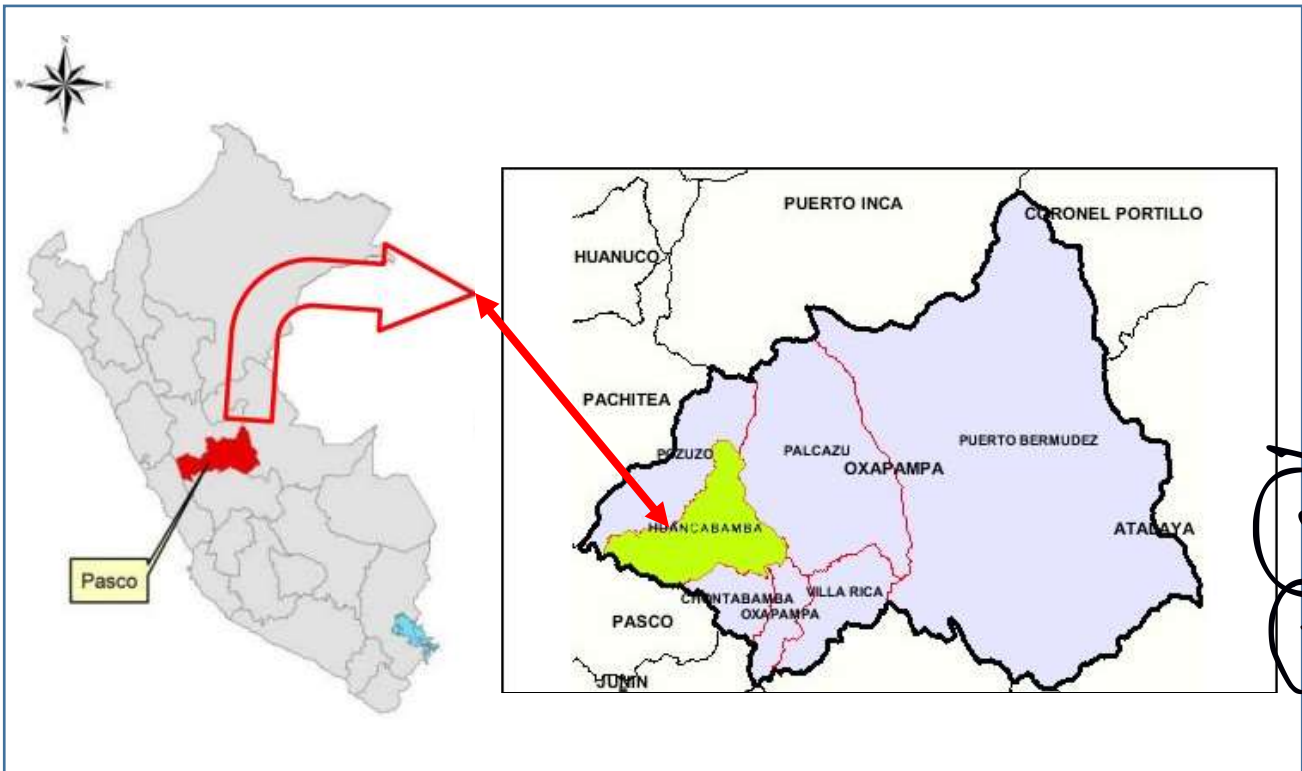 N
W
E
S
Pasco
PUERTO INCA
CORONEL PORTILLO
HUANUCO
PACHITEA
POZUZO
PALCAZU
PUERTO BERMUDEZ
OXAPAMPA
HUANCABAMBA
ATALAYA
CHONTABAMBA
VILLA RICA
OXAPAMPA
PASCO
JUNIN